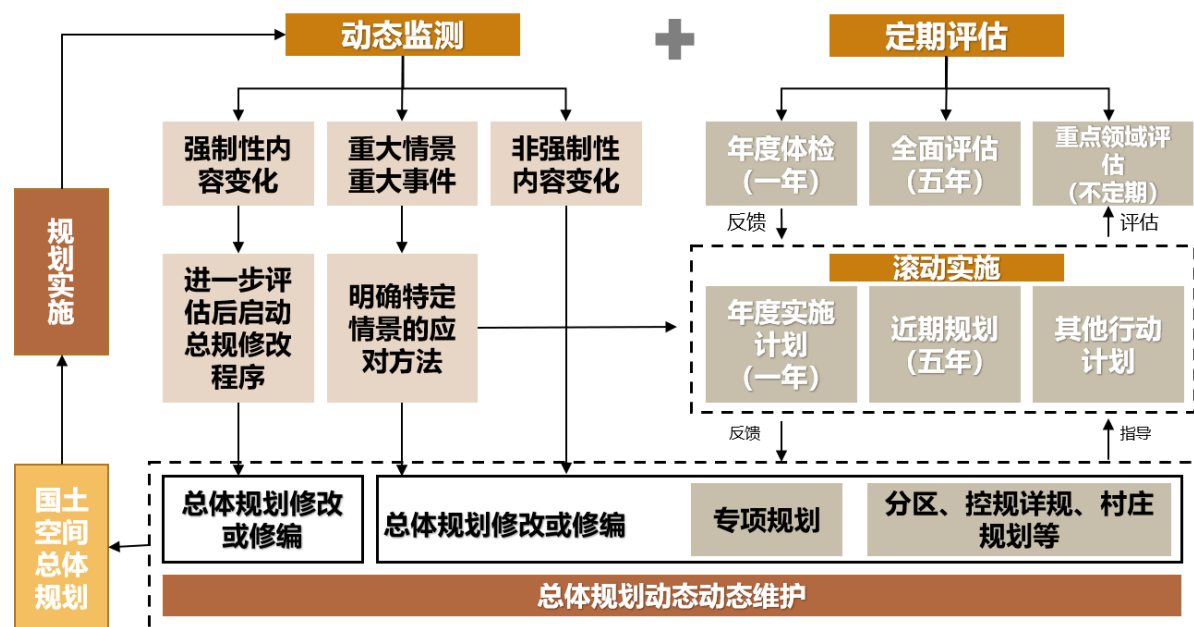 动态监测
定期评估
强制性内
容变化
重大情景
重大事件
非强制性
内容变化
年度体检
（一年）
全面评估
（五年）
重点领域评
估
（不定期）
反馈
评估
规
划
实
施
进一步评
估后启动
总规修改
程序
明确特定
情景的应
对方法
滚动实施
年度实施
计划
（一年）
近期规划
（五年）
其他行动
计划
反馈
指导
国土
空间
总体
规划
总体规划修改
或修编
总体规划修改或修编
专项规划
分区、控规详规、村庄
规划等
总体规划动态动态维护